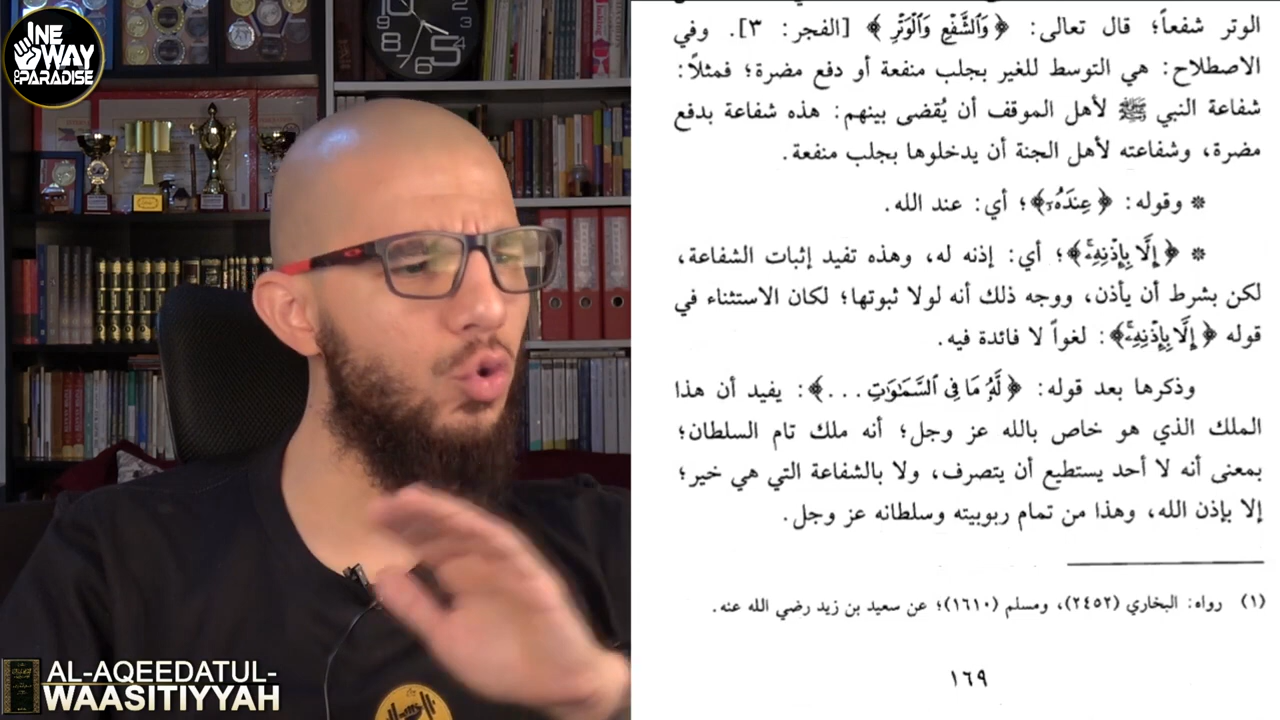 ONE
WAY
TO PARADISE
الوتر شفعاً؛ قال تعالى: ﴿وَٱلشَّفْعِ وَٱلْوَتْرِ﴾ [الفجر: ٣]. وفي
الاصطلاح: هي التوسط للغير بجلب منفعة أو دفع مضرة؛ فمثلاً:
شفاعة النبي ﷺ لأهل الموقف أن يُقضى بينهم: هذه شفاعة بدفع
مضرة، وشفاعته لأهل الجنة أن يدخلوها بجلب منفعة.
* وقوله: ﴿عِندَهُۥ﴾؛ أي: عند الله.
* ﴿إِلَّا بِإِذْنِهِۦۚ﴾؛ أي: إذنه له، وهذه تفيد إثبات الشفاعة،
لكن بشرط أن يأذن، ووجه ذلك أنه لولا ثبوتها؛ لكان الاستثناء في
قوله ﴿إِلَّا بِإِذْنِهِۦۚ﴾: لغواً لا فائدة فيه.
وذكرها بعد قوله: ﴿لَّهُۥ مَا فِى ٱلسَّمَٰوَٰتِ ...﴾: يفيد أن هذا
الملك الذي هو خاص بالله عز وجل؛ أنه ملك تام السلطان؛
بمعنى أنه لا أحد يستطيع أن يتصرف، ولا بالشفاعة التي هي خير؛
إلا بإذن الله، وهذا من تمام ربوبيته وسلطانه عز وجل.
(١) رواه: البخاري (٢٤٥٢)، ومسلم (١٦١٠)؛ عن سعيد بن زيد رضي الله عنه.
١٦٩
AL-AQEEDATUL-
WAASITIYYAH